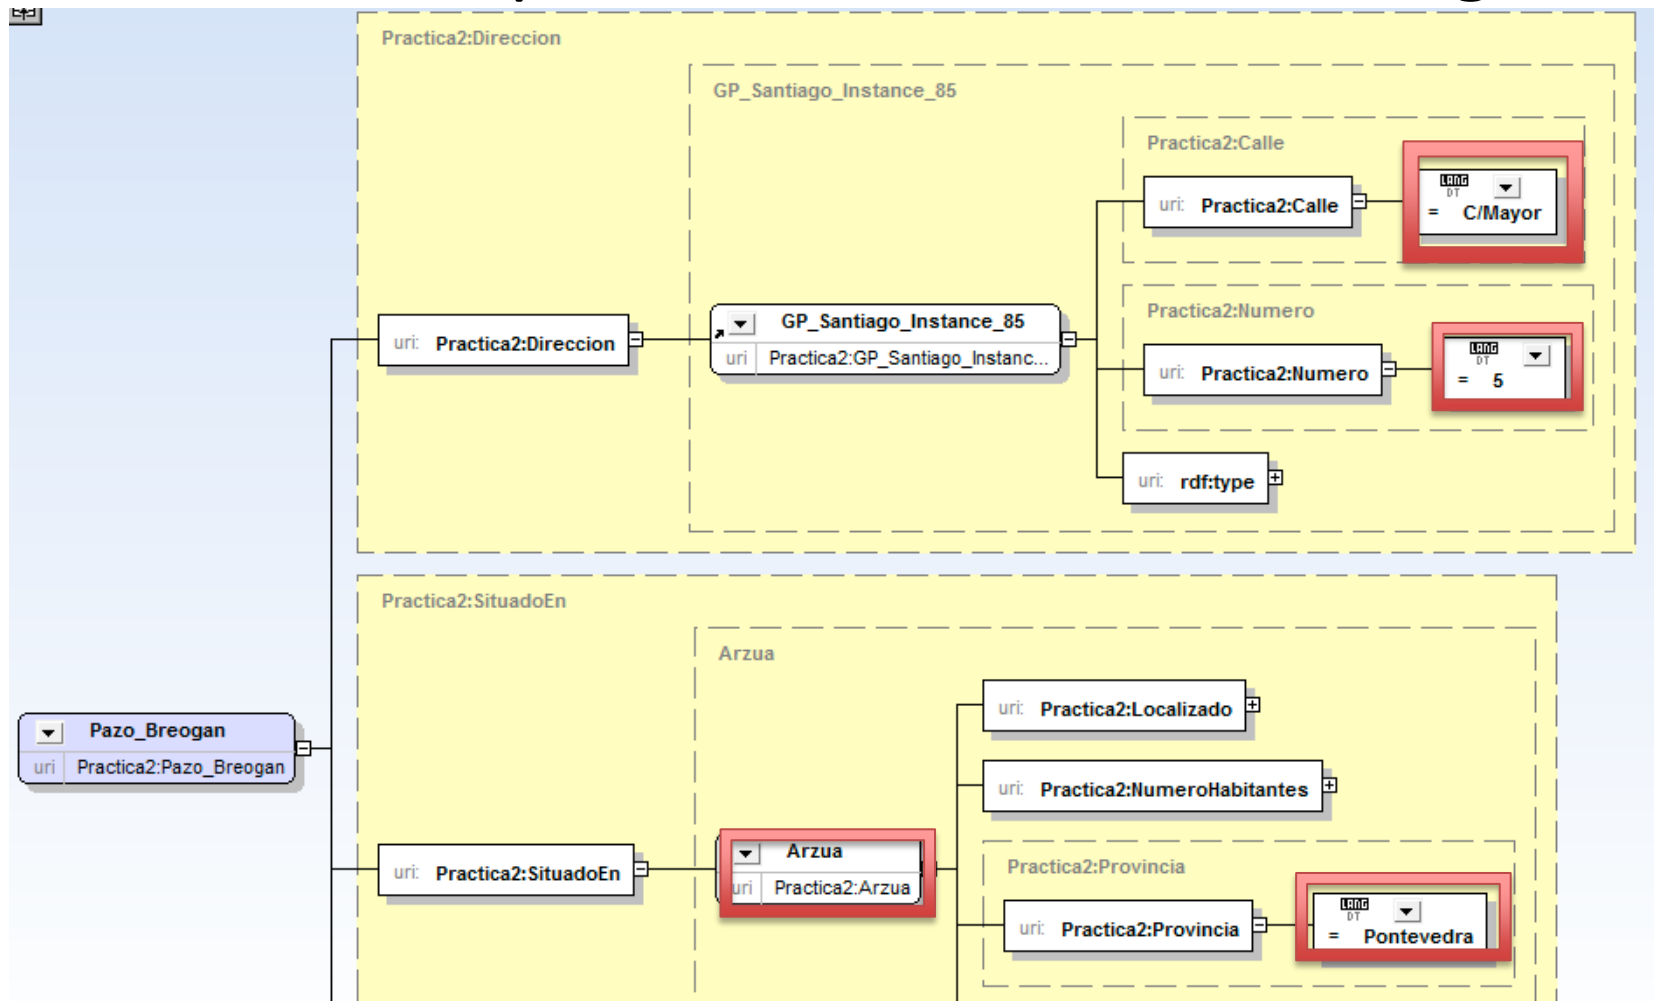 Practica2:Direccion
GP_Santiago_Instance_85
Practica2:Calle
uri: Practica2:Calle
LANG
DT
= C/Mayor
Practica2:Numero
uri: Practica2:Direccion
GP_Santiago_Instance_85
uri Practica2:GP_Santiago_Instanc...
uri: Practica2:Numero
LANG
DT
= 5
uri: rdf:type
Practica2:SituadoEn
Arzua
uri: Practica2:Localizado
Pazo_Breogan
uri Practica2:Pazo_Breogan
uri: Practica2:NumeroHabitantes
uri: Practica2:SituadoEn
Arzua
uri Practica2:Arzua
Practica2:Provincia
uri: Practica2:Provincia
LANG
DT
= Pontevedra